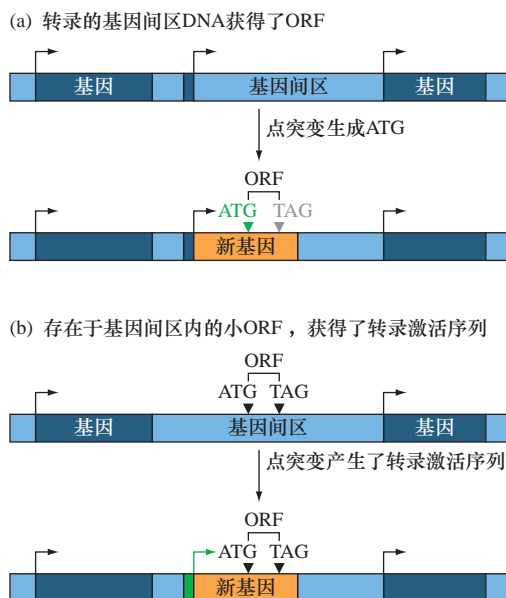 (a) 转录的基因间区DNA获得了ORF
基因 基因间区 基因
点突变生成ATG
ORF
ATG TAG
新基因
(b) 存在于基因间区内的小ORF，获得了转录激活序列
ORF
ATG TAG
基因 基因间区 基因
点突变产生了转录激活序列
ORF
ATG TAG
新基因